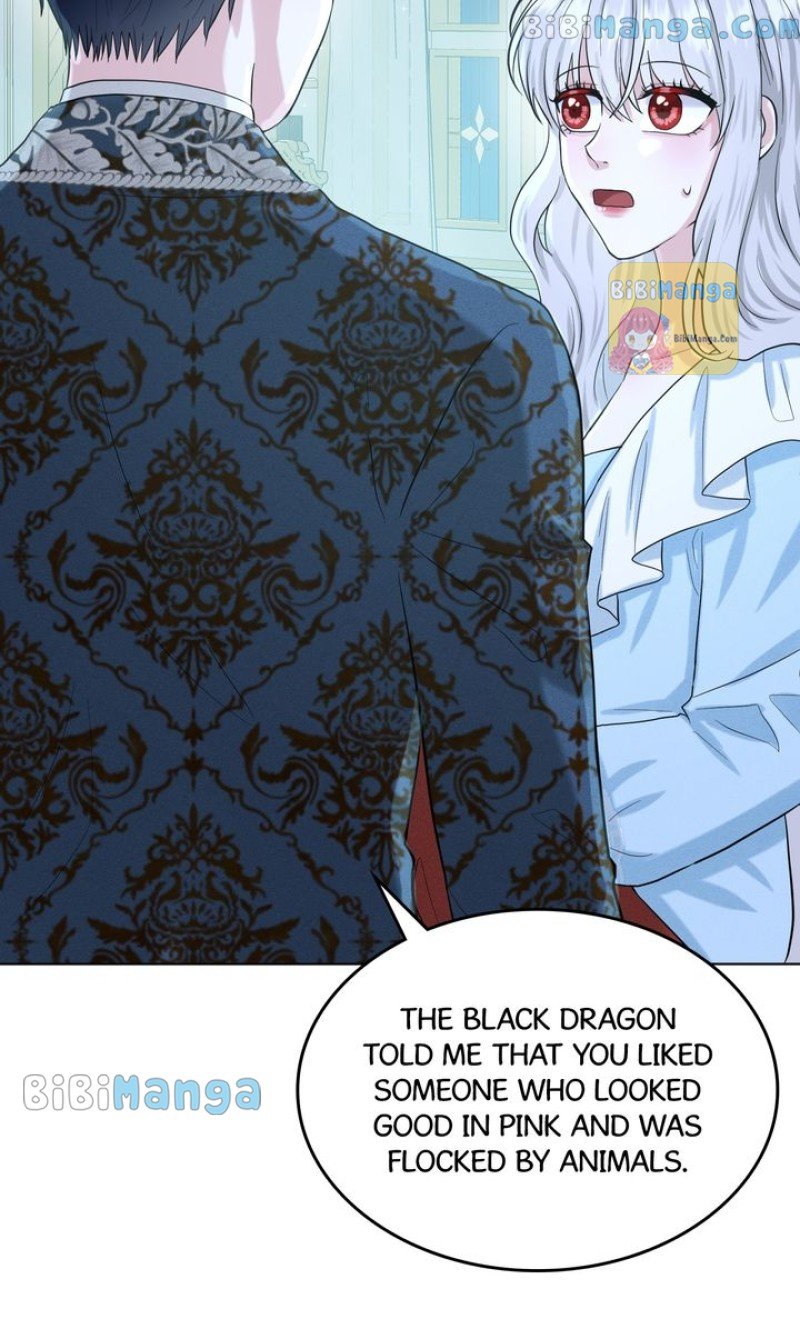 BiBiManga.Com
BiBiManga
BiBiManga.Com
THE BLACK DRAGON
TOLD ME THAT YOU LIKED
SOMEONE WHO LOOKED
GOOD IN PINK AND WAS
FLOCKED BY ANIMALS.
BiBiManga